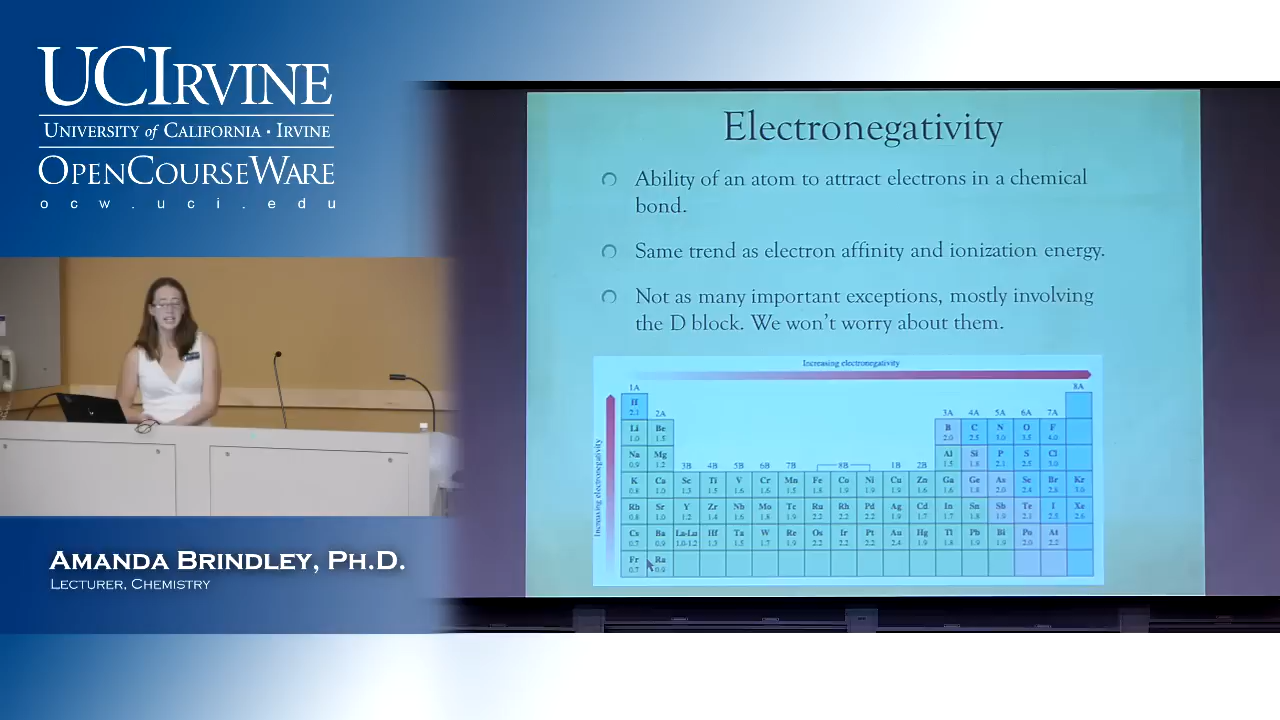 UCIRVINE
UNIVERSITY of CALIFORNIA · IRVINE
OPENCOURSEWARE
ocw.uci.edu
AMANDA BRINDLEY, PH.D.
LECTURER, CHEMISTRY
Electronegativity
Ability of an atom to attract electrons in a chemical
bond.
Same trend as electron affinity and ionization energy.
Not as many important exceptions, mostly involving
the D block. We won't worry about them.
Increasing electronegativity
Increasing electronegativity
1A 8A
H
2.1
2A 3A 4A 5A 6A 7A
Li Be B C N O F
1.0 1.5 2.0 2.5 3.0 3.5 4.0
Na Mg Al Si P S Cl
0.9 1.2 1.5 1.8 2.1 2.5 3.0
3B 4B 5B 6B 7B 8B 1B 2B
K Ca Sc Ti V Cr Mn Fe Co Ni Cu Zn Ga Ge As Se Br Kr
0.8 1.0 1.3 1.5 1.6 1.6 1.5 1.8 1.9 1.9 1.9 1.6 1.6 1.8 2.0 2.4 2.8 3.0
Rb Sr Y Zr Nb Mo Tc Ru Rh Pd Ag Cd In Sn Sb Te I Xe
0.8 1.0 1.2 1.4 1.6 1.8 1.9 2.2 2.2 2.2 1.9 1.7 1.7 1.8 1.9 2.1 2.5 2.6
Cs Ba La-Lu Hf Ta W Re Os Ir Pt Au Hg Tl Pb Bi Po At
0.7 0.9 1.0-1.2 1.3 1.5 1.7 1.9 2.2 2.2 2.2 2.4 1.9 1.8 1.9 1.9 2.0 2.2
Fr Ra
0.7 0.9